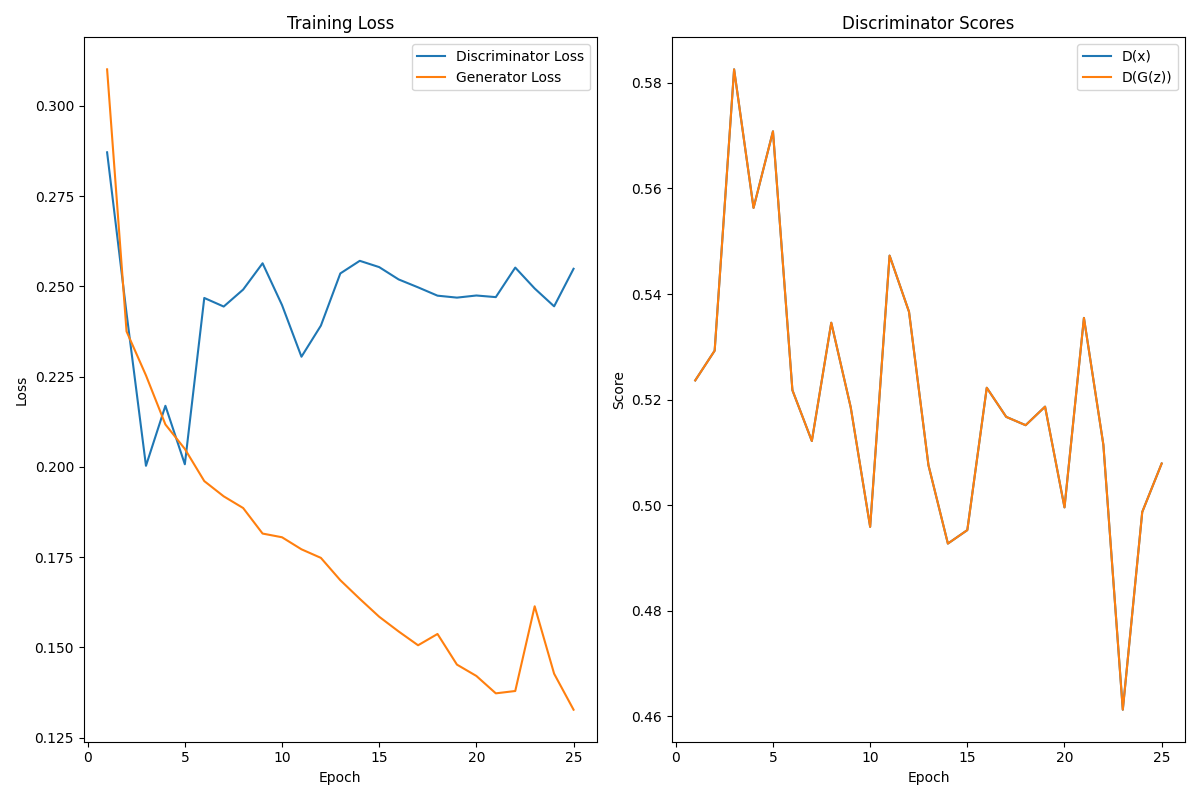 Training Loss
Discriminator Loss
Generator Loss
0.300
0.275
0.250
0.225
0.200
0.175
0.150
0.125
Loss
0 5 10 15 20 25
Epoch
Discriminator Scores
D(x)
D(G(z))
0.58
0.56
0.54
0.52
0.50
0.48
0.46
Score
0 5 10 15 20 25
Epoch